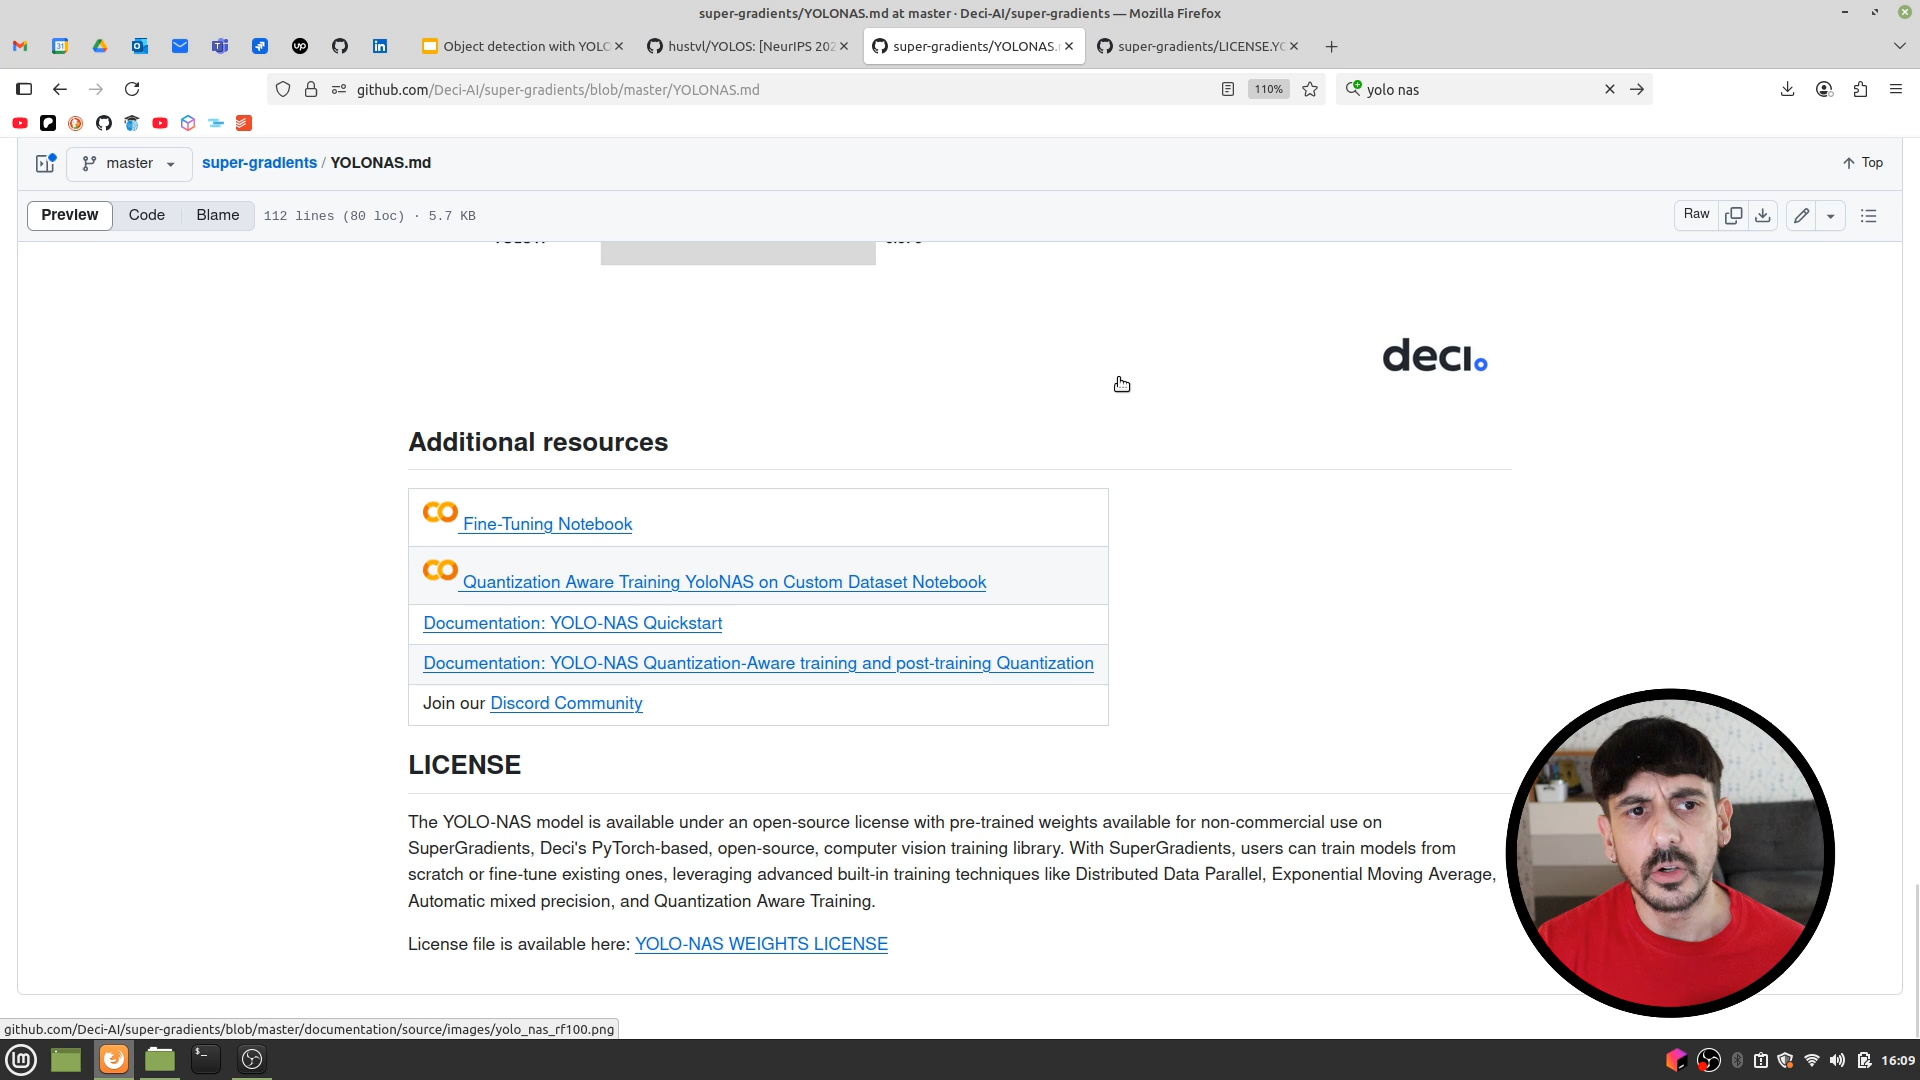 super-gradients/YOLONAS.md at master · Deci-AI/super-gradients — Mozilla Firefox
Object detection with YOLO
hustvl/YOLOS: [NeurIPS 202
super-gradients/YOLONAS.
super-gradients/LICENSE.YO
github.com/Deci-AI/super-gradients/blob/master/YOLONAS.md
110%
yolo nas
master
super-gradients / YOLONAS.md
Top
Preview
Code
Blame
112 lines (80 loc) · 5.7 KB
Raw
deci
Additional resources
Fine-Tuning Notebook
Quantization Aware Training YoloNAS on Custom Dataset Notebook
Documentation: YOLO-NAS Quickstart
Documentation: YOLO-NAS Quantization-Aware training and post-training Quantization
Join our Discord Community
LICENSE
The YOLO-NAS model is available under an open-source license with pre-trained weights available for non-commercial use on
SuperGradients, Deci's PyTorch-based, open-source, computer vision training library. With SuperGradients, users can train models from
scratch or fine-tune existing ones, leveraging advanced built-in training techniques like Distributed Data Parallel, Exponential Moving Average,
Automatic mixed precision, and Quantization Aware Training.
License file is available here: YOLO-NAS WEIGHTS LICENSE
github.com/Deci-AI/super-gradients/blob/master/documentation/source/images/yolo_nas_rf100.png
16:09